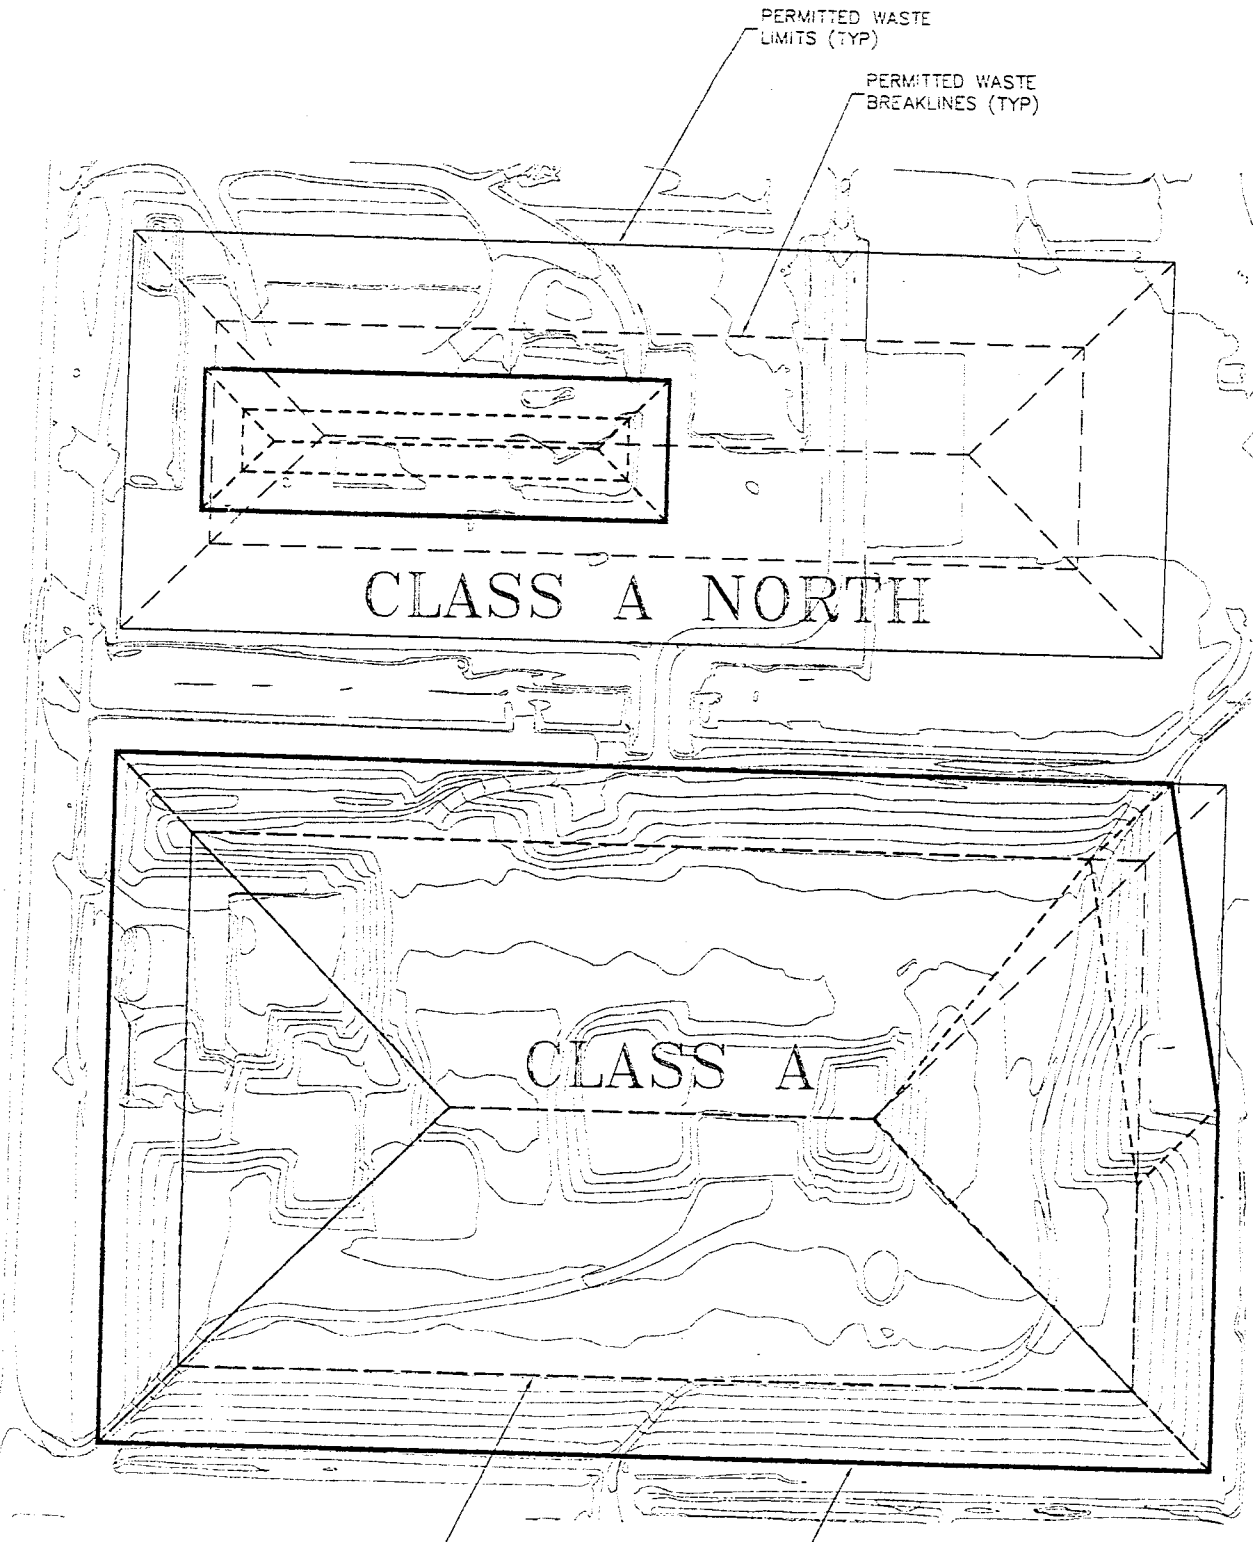 PERMITTED WASTE
LIMITS (TYP)
PERMITTED WASTE
BREAKLINES (TYP)
CLASS A NORTH
CLASS A